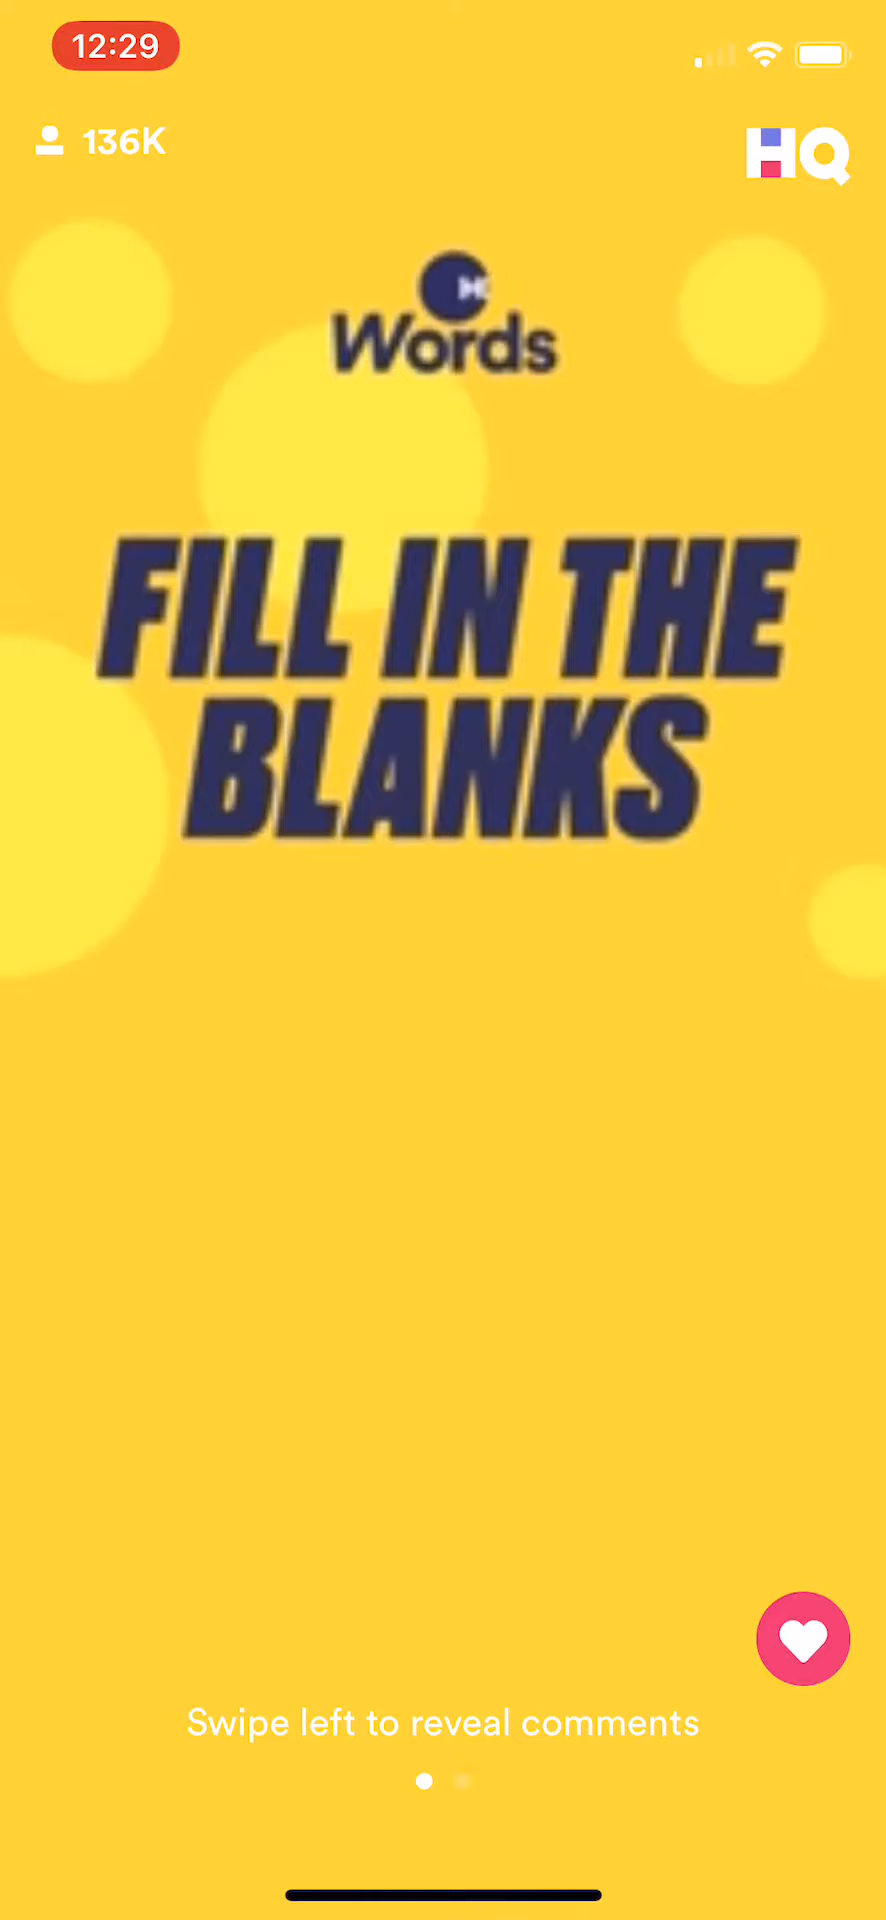 12:29
136K
HQ
Words
FILL IN THE
BLANKS
Swipe left to reveal comments